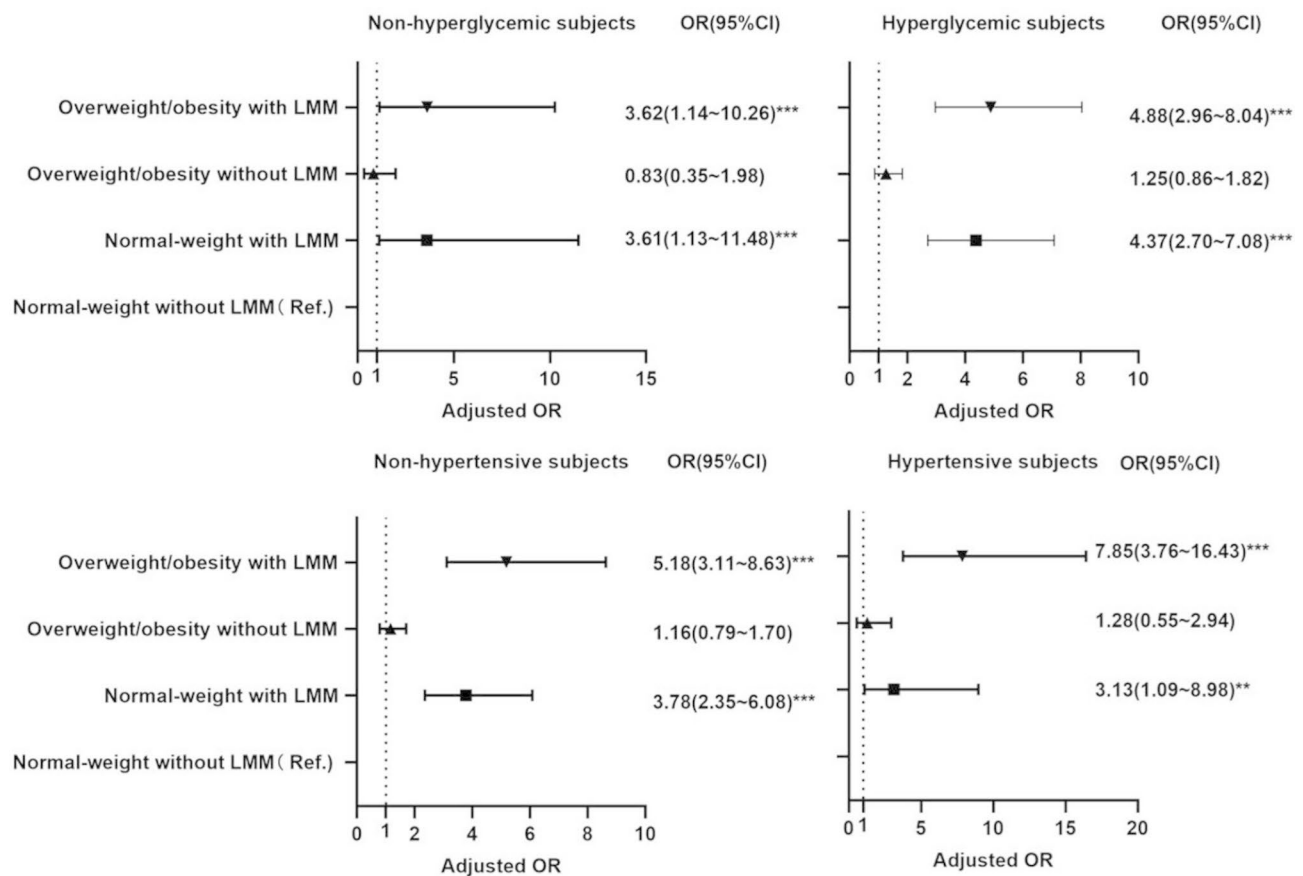 Non-hyperglycemic subjects OR(95%CI)
Overweight/obesity with LMM 3.62(1.14~10.26)***
Overweight/obesity without LMM 0.83(0.35~1.98)
Normal-weight with LMM 3.61(1.13~11.48)***
Normal-weight without LMM( Ref.)
0 1 5 10 15
Adjusted OR
Hyperglycemic subjects OR(95%CI)
4.88(2.96~8.04)***
1.25(0.86~1.82)
4.37(2.70~7.08)***
0 1 2 4 6 8 10
Adjusted OR
Non-hypertensive subjects OR(95%CI)
Overweight/obesity with LMM 5.18(3.11~8.63)***
Overweight/obesity without LMM 1.16(0.79~1.70)
Normal-weight with LMM 3.78(2.35~6.08)***
Normal-weight without LMM( Ref.)
0 1 2 4 6 8 10
Adjusted OR
Hypertensive subjects OR(95%CI)
7.85(3.76~16.43)***
1.28(0.55~2.94)
3.13(1.09~8.98)**
0 1 5 10 15 20
Adjusted OR